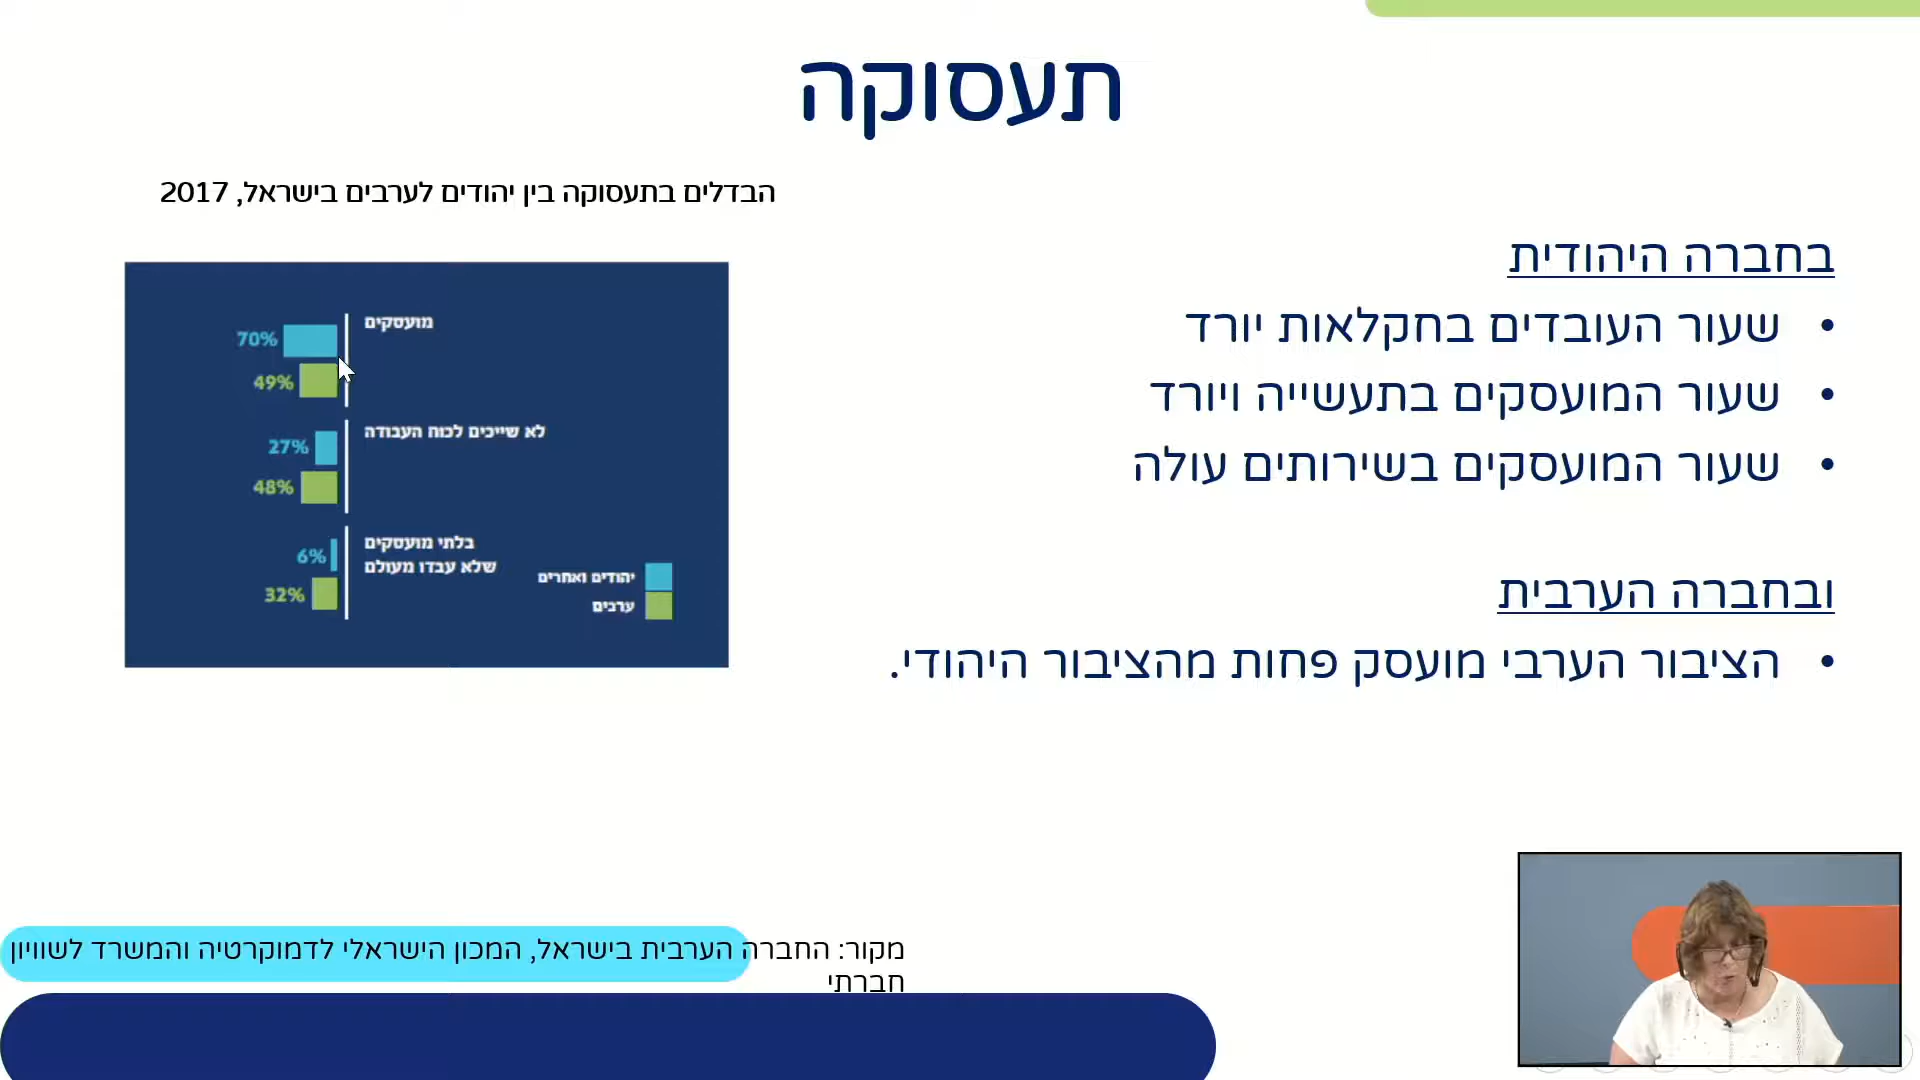 תעסוקה
הבדלים בתעסוקה בין יהודים לערבים בישראל, 2017
בחברה היהודית
• שעור העובדים בחקלאות יורד
• שעור המועסקים בתעשייה ויורד
• שעור המועסקים בשירותים עולה
ובחברה הערבית
• הציבור הערבי מועסק פחות מהציבור היהודי.
מועסקים
70%
49%
לא שייכים לכוח העבודה
27%
48%
בלתי מועסקים
שלא עבדו מעולם
6%
32%
יהודים ואחרים
ערבים
מקור: החברה הערבית בישראל, המכון הישראלי לדמוקרטיה והמשרד לשוויון
חברתי